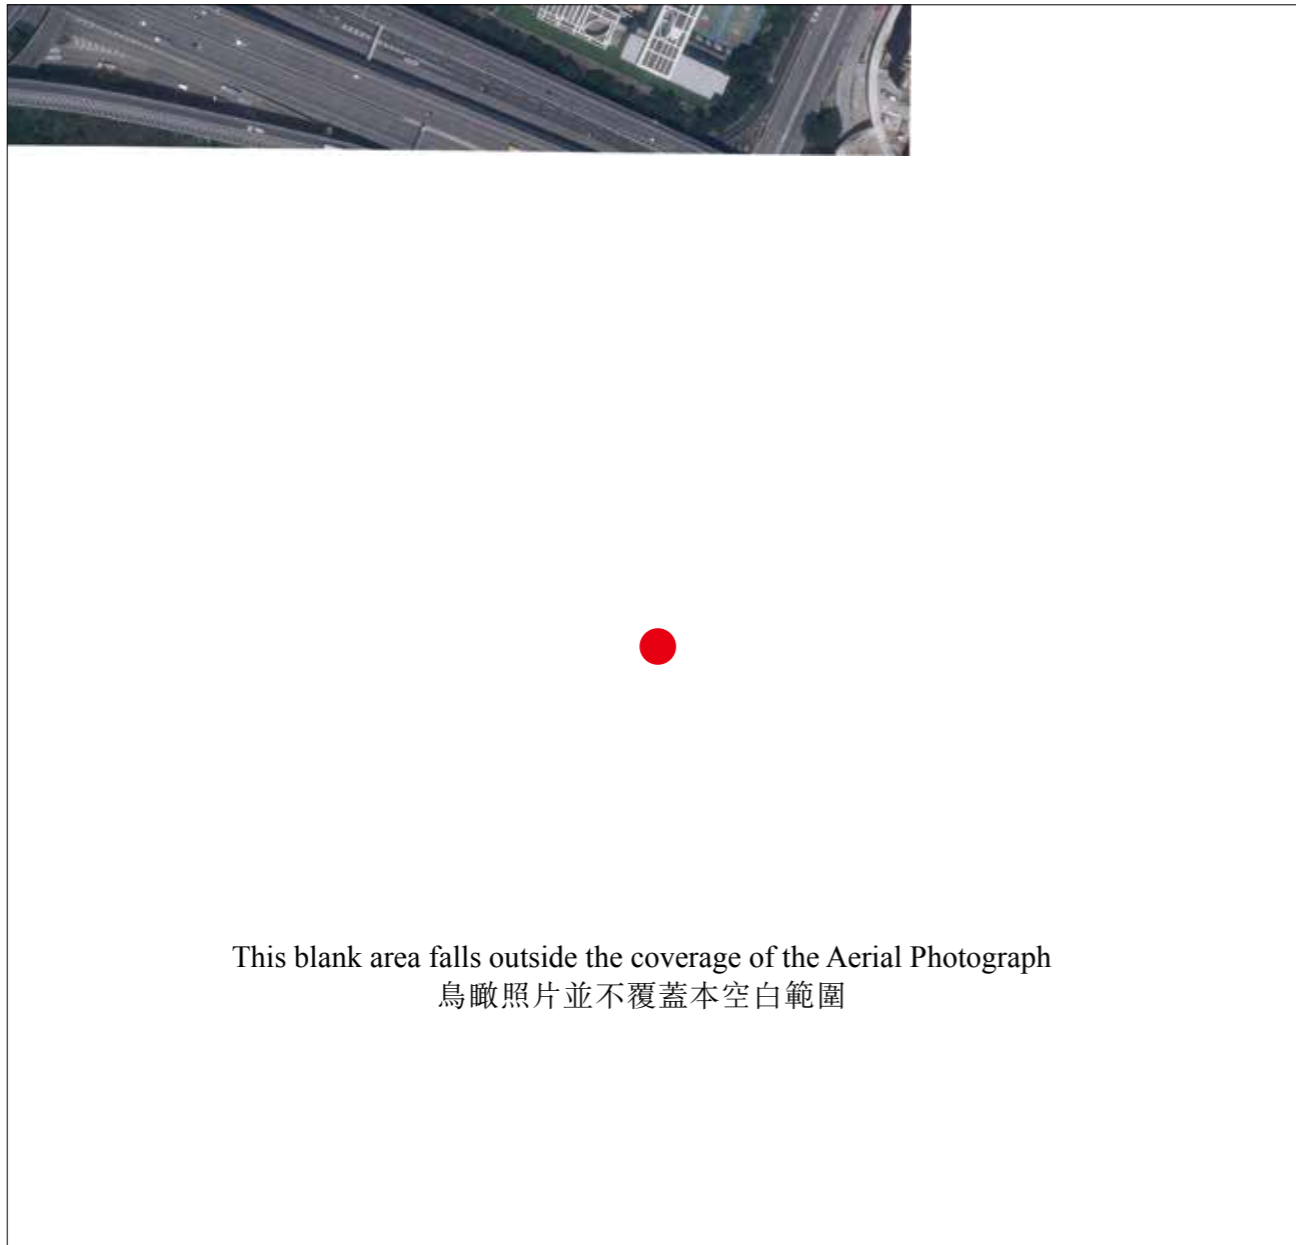 This blank area falls outside the coverage of the Aerial Photograph
鳥瞰照片並不覆蓋本空白範圍